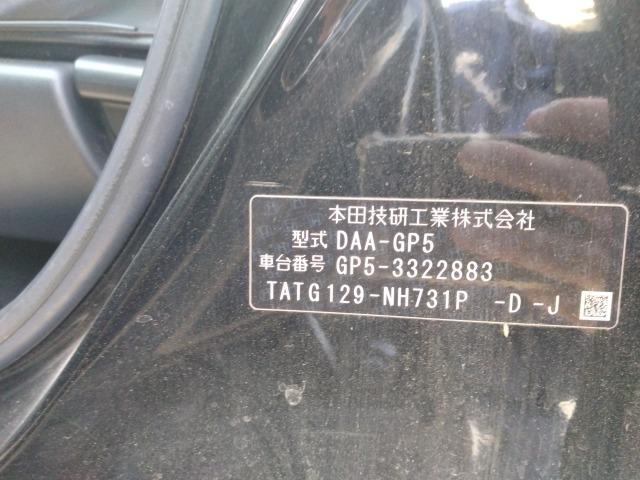 本田技研工業株式会社
型式 DAA-GP5
車台番号 GP5-3322883
TATG129-NH731P -D -J